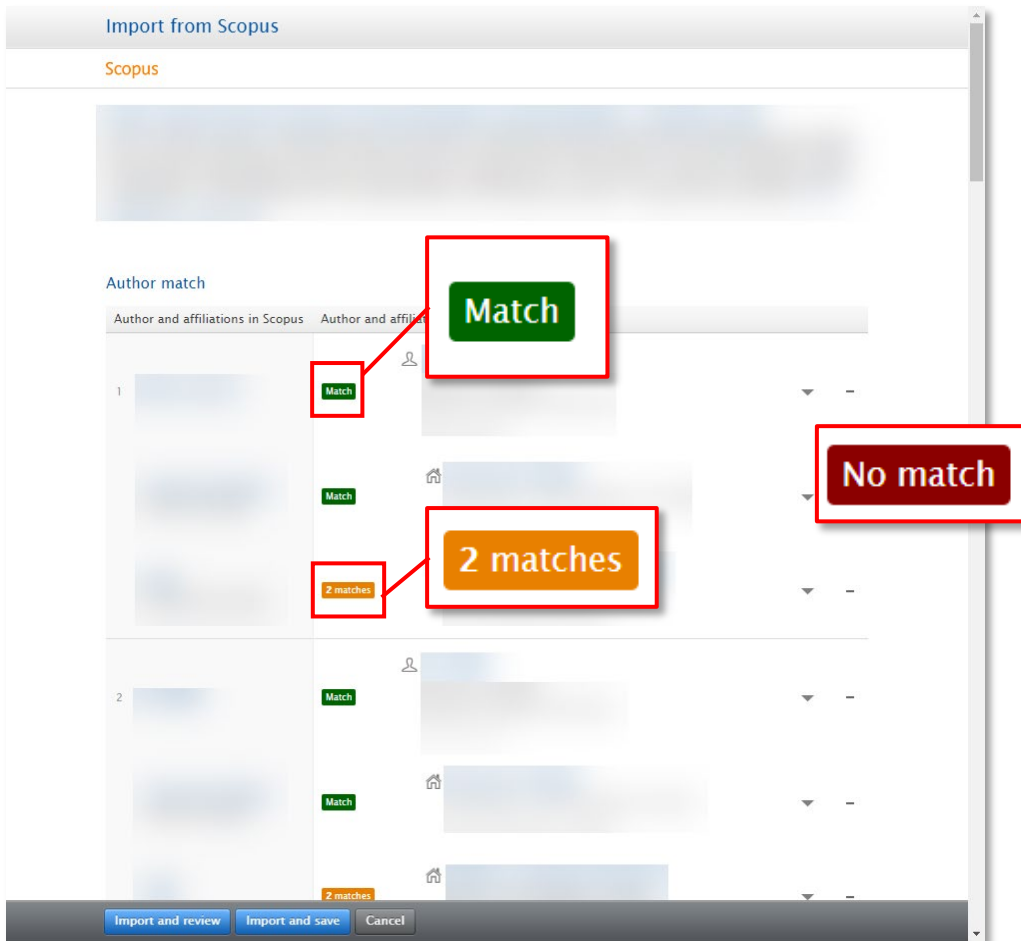 Import from Scopus
Scopus
Author match
Match
Author and affiliations in Scopus Author and affiliat
1 Match
No match
Match
2 matches
2 matches
2 Match
Match
2 matches
Import and review Import and save Cancel